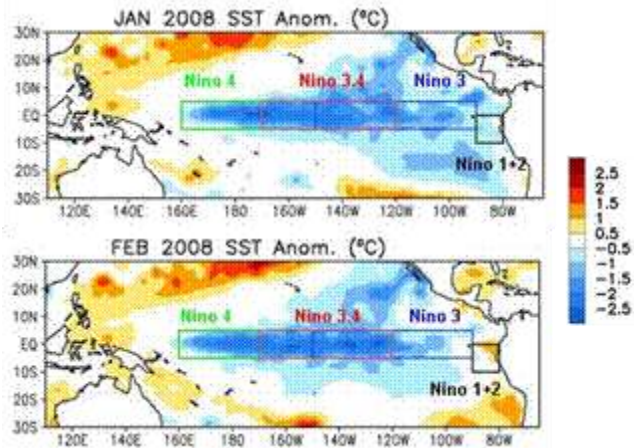 JAN 2008 SST Anom. (ºC)
30N
20N
10N
EQ
10S
20S
30S
Nino 4
Nino 3.4
Nino 3
Nino 1+2
120E 140E 160E 180 160W 140W 120W 100W 80W
FEB 2008 SST Anom. (ºC)
30N
20N
10N
EQ
10S
20S
30S
Nino 4
Nino 3.4
Nino 3
Nino 1+2
120E 140E 160E 180 160W 140W 120W 100W 80W
2.5
2
1.5
1
0.5
-0.5
-1
-1.5
-2
-2.5